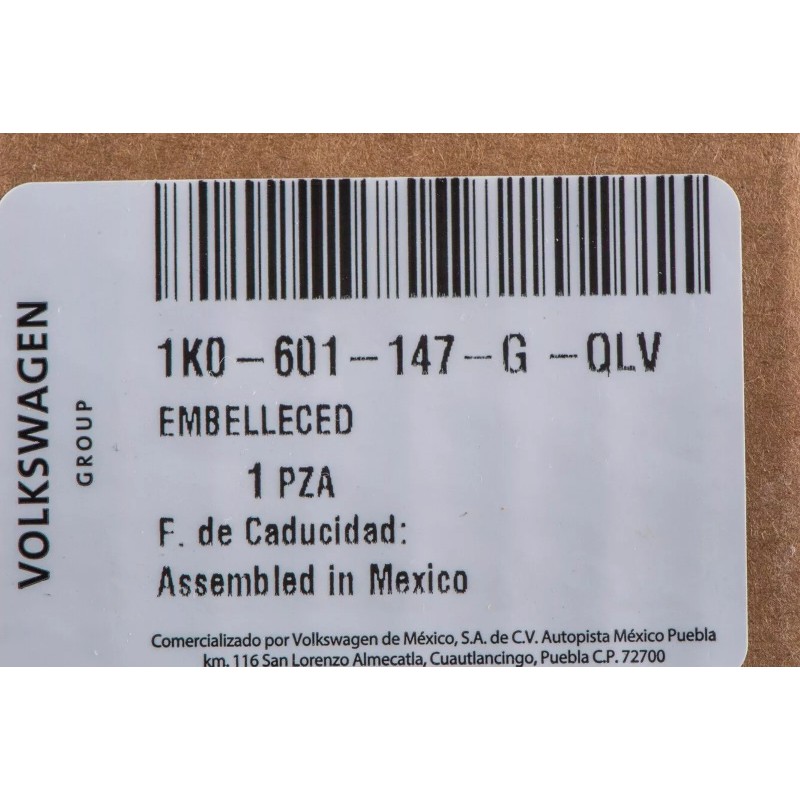 VOLKSWAGEN
GROUP
1K0-601-147-G -QLV
EMBELLECED
1 PZA
F. de Caducidad:
Assembled in Mexico
Comercializado por Volkswagen de México, S.A. de C.V. Autopista México Puebla
km. 116 San Lorenzo Almecatla, Cuautlancingo, Puebla C.P. 72700